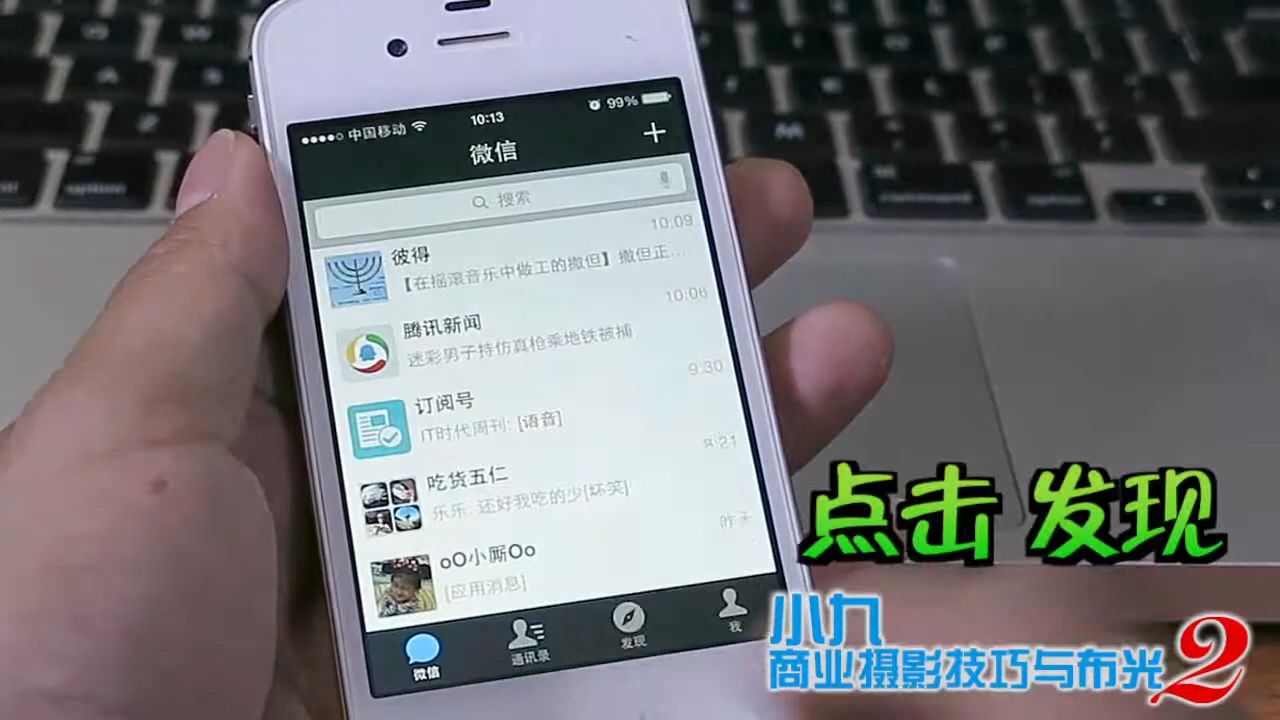 option
M
option
中国移动 10:13 99%
微信
搜索
彼得 10:09
【在摇滚音乐中做工的撒但】撒但正...
腾讯新闻 10:06
迷彩男子持仿真枪乘地铁被捕
订阅号 9:30
IT时代周刊: [语音]
吃货五仁 8:21
乐乐: 还好我吃的少[坏笑]
oO小厮Oo 昨天
[应用消息]
微信 通讯录 发现 我
点击 发现
小九
商业摄影技巧与布光2